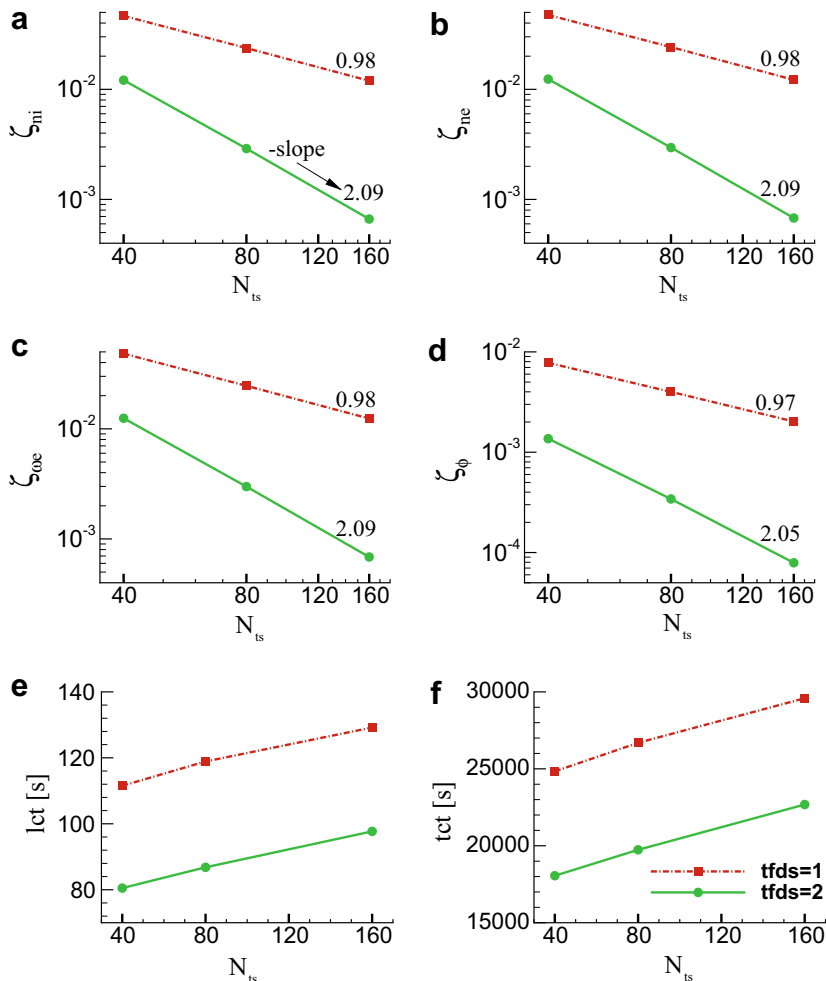 a
ζni
10-2
10-3
0.98
-slope
2.09
40
80
120
160
Nts
b
ζne
10-2
10-3
0.98
2.09
40
80
120
160
Nts
c
ζωe
10-2
10-3
0.98
2.09
40
80
120
160
Nts
d
ζϕ
10-2
10-3
10-4
0.97
2.05
40
80
120
160
Nts
e
lct [s]
140
120
100
80
40
80
120
160
Nts
f
tct [s]
30000
25000
20000
15000
tfds=1
tfds=2
40
80
120
160
Nts